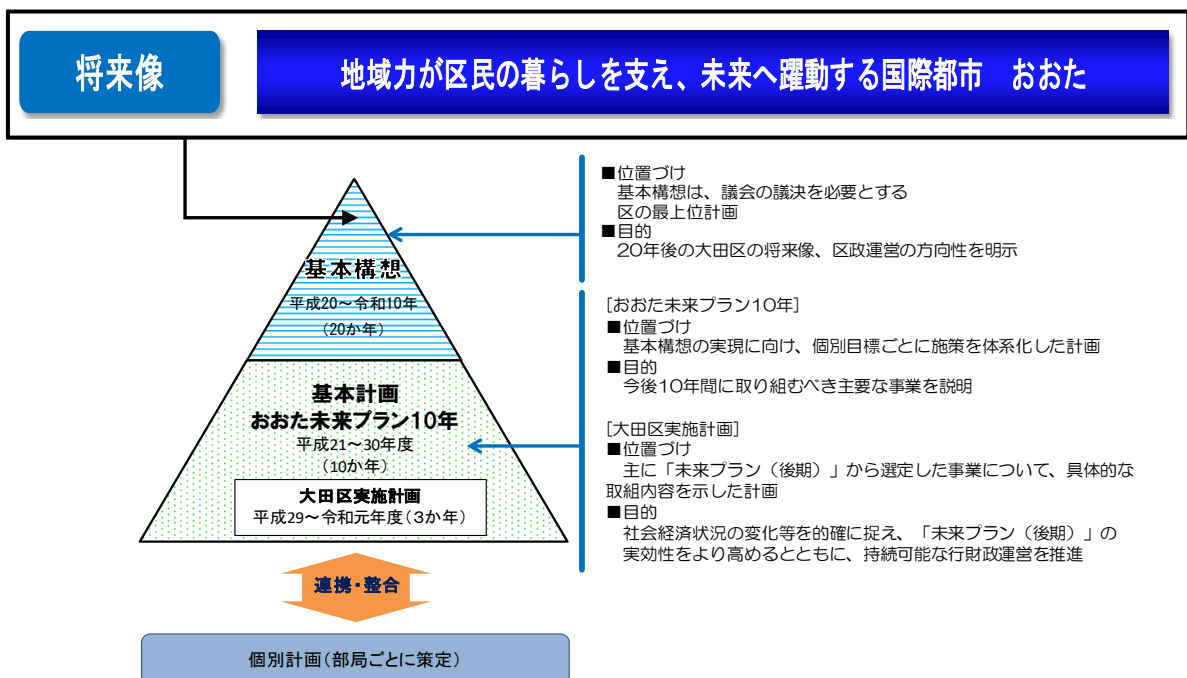 将来像
地域力が区民の暮らしを支え、未来へ躍動する国際都市　おおた
基本構想
平成20～令和10年
（20か年）
■位置づけ
基本構想は、議会の議決を必要とする
区の最上位計画
■目的
20年後の大田区の将来像、区政運営の方向性を明示
基本計画
おおた未来プラン10年
平成21～30年度
（10か年）
大田区実施計画
平成29～令和元年度（３か年）
[おおた未来プラン10年]
■位置づけ
基本構想の実現に向け、個別目標ごとに施策を体系化した計画
■目的
今後10年間に取り組むべき主要な事業を説明
[大田区実施計画]
■位置づけ
主に「未来プラン（後期）」から選定した事業について、具体的な
取組内容を示した計画
■目的
社会経済状況の変化等を的確に捉え、「未来プラン（後期）」の
実効性をより高めるとともに、持続可能な行財政運営を推進
連携・整合
個別計画（部局ごとに策定）